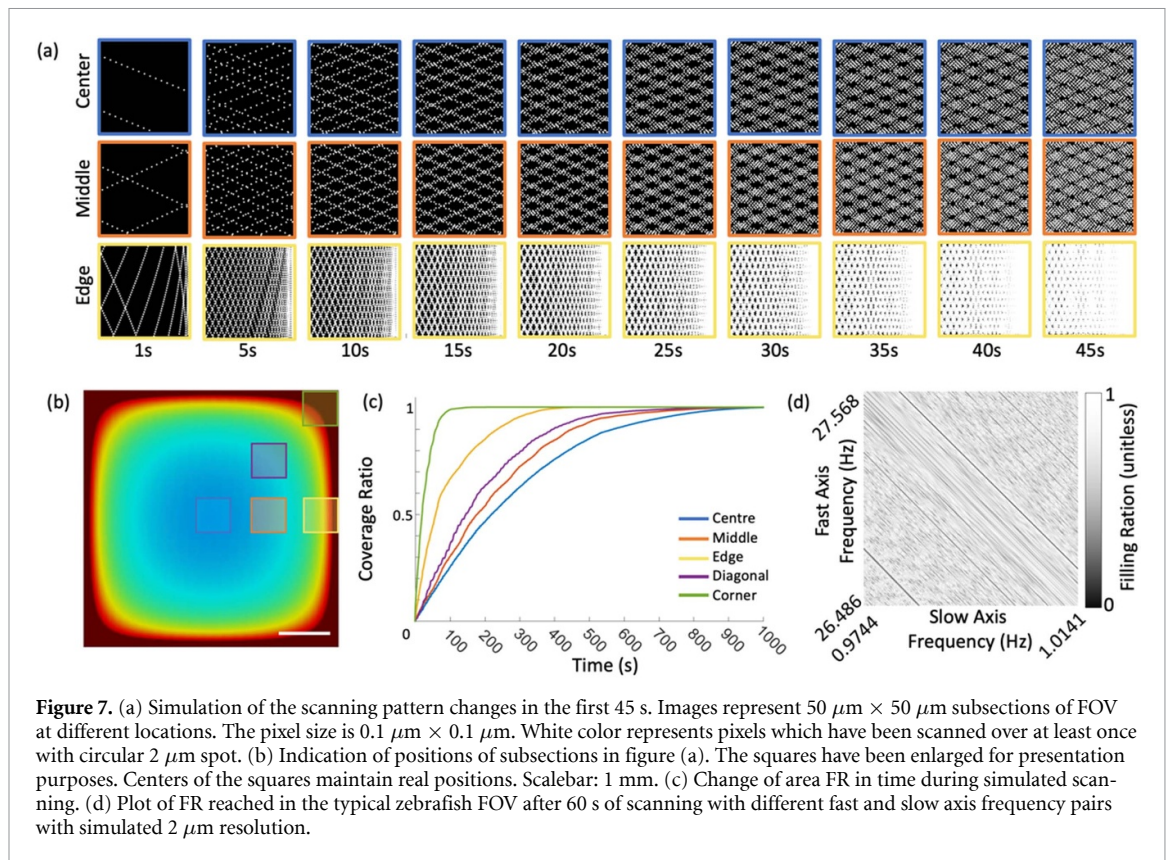 (a)
Center
Middle
Edge
1s 5s 10s 15s 20s 25s 30s 35s 40s 45s
(b)
(c)
Coverage Ratio
1
0.5
0 100 200 300 400 500 600 700 800 900 1000
Time (s)
Centre
Middle
Edge
Diagonal
Corner
(d)
27.568
Fast Axis
Frequency (Hz)
26.486
0.9744
Slow Axis
Frequency (Hz)
1.0141
1
0
Filling Ration (unitless)
Figure 7. (a) Simulation of the scanning pattern changes in the first 45 s. Images represent 50 μm × 50 μm subsections of FOV
at different locations. The pixel size is 0.1 μm × 0.1 μm. White color represents pixels which have been scanned over at least once
with circular 2 μm spot. (b) Indication of positions of subsections in figure (a). The squares have been enlarged for presentation
purposes. Centers of the squares maintain real positions. Scalebar: 1 mm. (c) Change of area FR in time during simulated scan-
ning. (d) Plot of FR reached in the typical zebrafish FOV after 60 s of scanning with different fast and slow axis frequency pairs
with simulated 2 μm resolution.